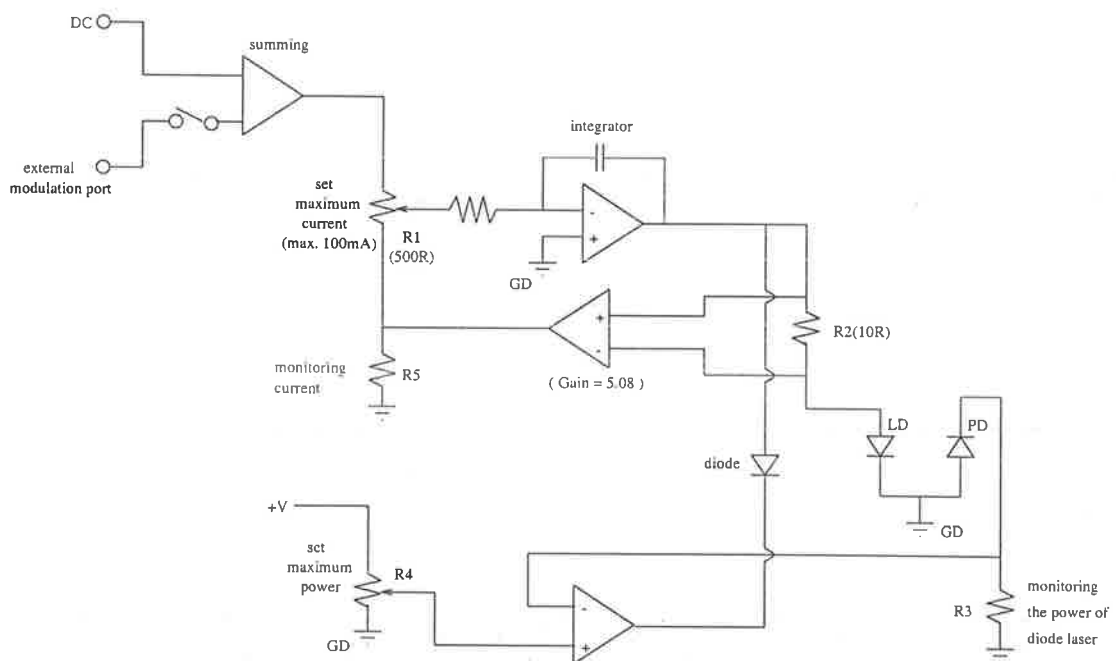 DC
summing
external
modulation port
integrator
set
maximum
current
(max. 100mA)
R1
(500R)
-
+
GD
+
-
R2(10R)
monitoring
current
R5
( Gain = 5.08 )
LD
PD
diode
GD
+V
set
maximum
power
R4
GD
-
+
R3
monitoring
the power of
diode laser